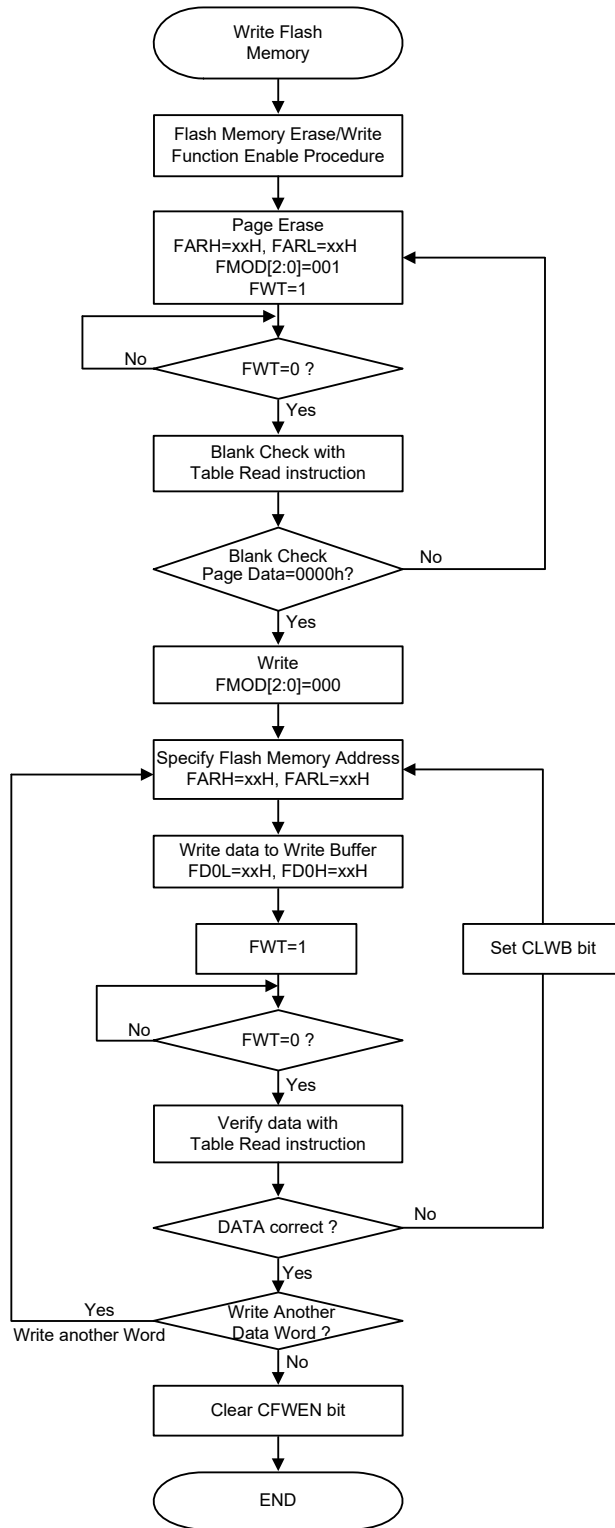 Write Flash
Memory
Flash Memory Erase/Write
Function Enable Procedure
Page Erase
FARH=xxH, FARL=xxH
FMOD[2:0]=001
FWT=1
No
FWT=0 ?
Yes
Blank Check with
Table Read instruction
Blank Check
Page Data=0000h?
No
Yes
Write
FMOD[2:0]=000
Specify Flash Memory Address
FARH=xxH, FARL=xxH
Write data to Write Buffer
FD0L=xxH, FD0H=xxH
FWT=1
Set CLWB bit
No
FWT=0 ?
Yes
Verify data with
Table Read instruction
DATA correct ?
No
Yes
Yes
Write another Word
Write Another
Data Word ?
No
Clear CFWEN bit
END